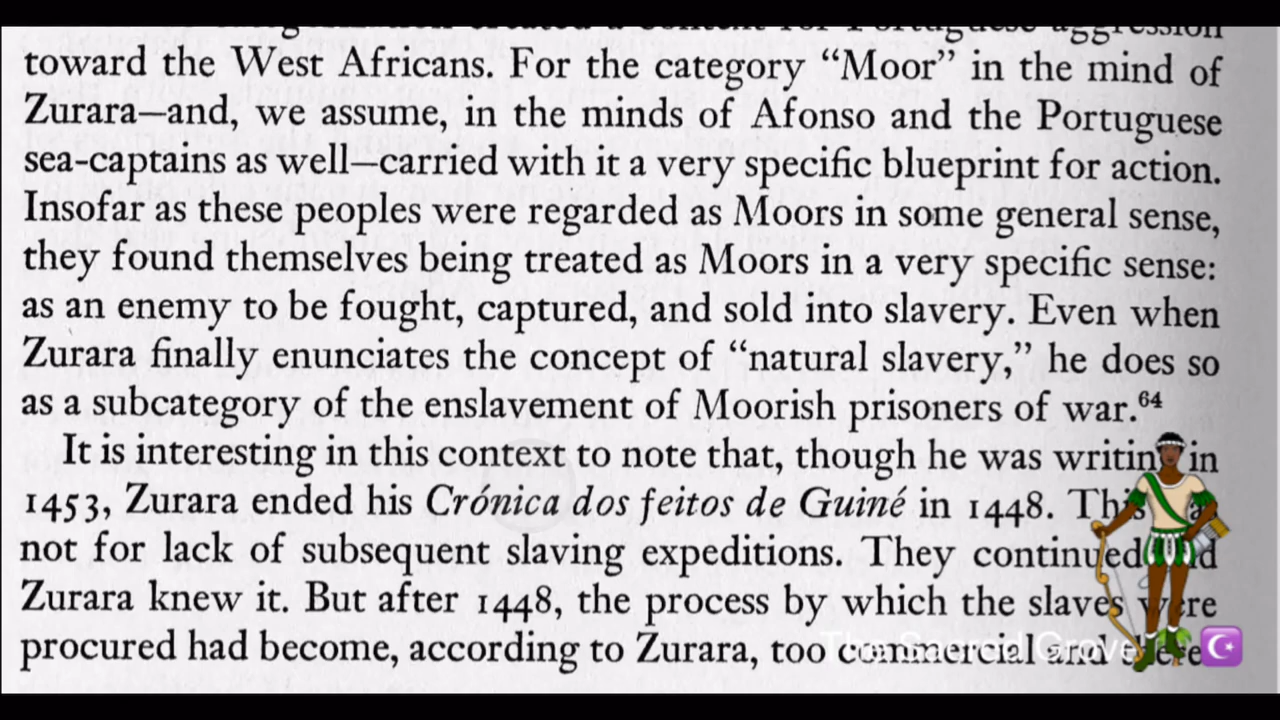 toward the West Africans. For the category “Moor” in the mind of
Zurara—and, we assume, in the minds of Afonso and the Portuguese
sea-captains as well—carried with it a very specific blueprint for action.
Insofar as these peoples were regarded as Moors in some general sense,
they found themselves being treated as Moors in a very specific sense:
as an enemy to be fought, captured, and sold into slavery. Even when
Zurara finally enunciates the concept of “natural slavery,” he does so
as a subcategory of the enslavement of Moorish prisoners of war.64
It is interesting in this context to note that, though he was writing in
1453, Zurara ended his Crónica dos feitos de Guiné in 1448.
not for lack of subsequent slaving expeditions. They continued
Zurara knew it. But after 1448, the process by which the slaves were
procured had become, according to Zurara, too commercial and
The Sacred Grove